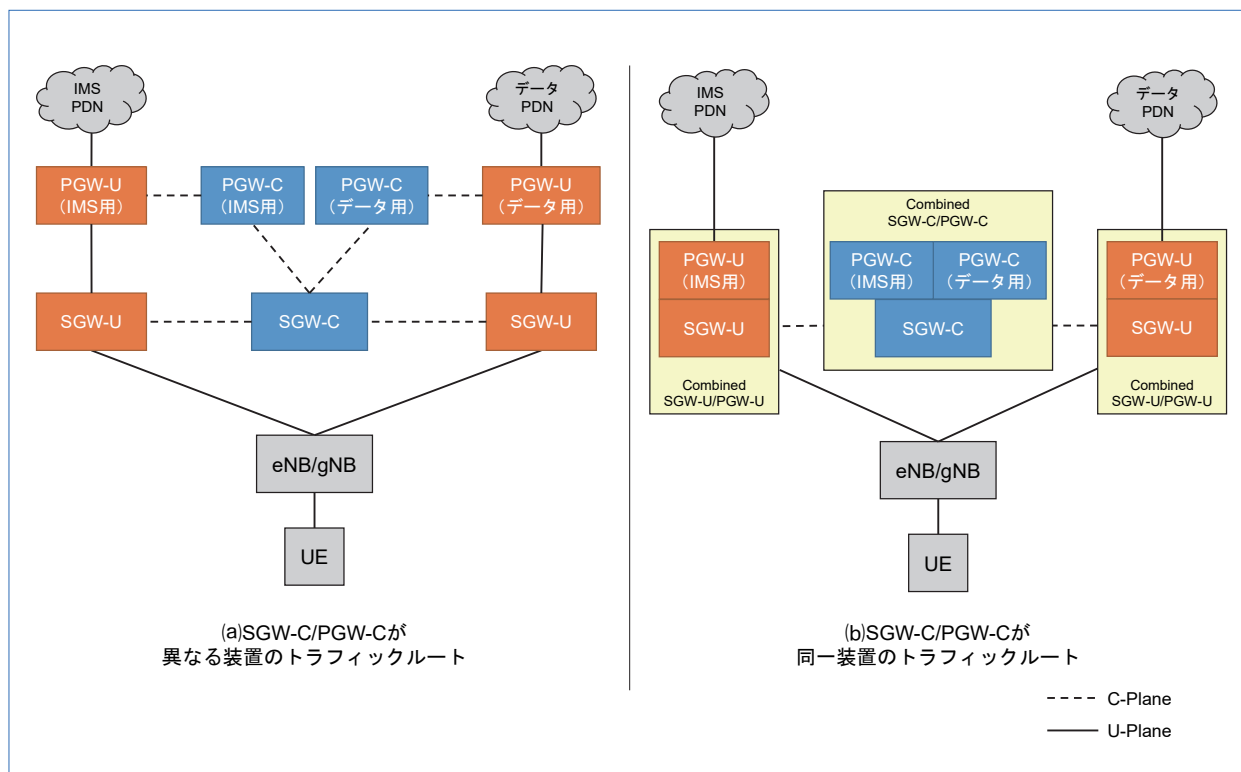 IMS
PDN
データ
PDN
PGW-U
（IMS用）
PGW-C
（IMS用）
PGW-C
（データ用）
PGW-U
（データ用）
SGW-U
SGW-C
SGW-U
eNB/gNB
UE
(a)SGW-C/PGW-Cが
異なる装置のトラフィックルート
IMS
PDN
データ
PDN
Combined
SGW-C/PGW-C
PGW-U
（IMS用）
PGW-C
（IMS用）
PGW-C
（データ用）
PGW-U
（データ用）
SGW-U
SGW-C
SGW-U
Combined
SGW-U/PGW-U
Combined
SGW-U/PGW-U
eNB/gNB
UE
(b)SGW-C/PGW-Cが
同一装置のトラフィックルート
C-Plane
U-Plane